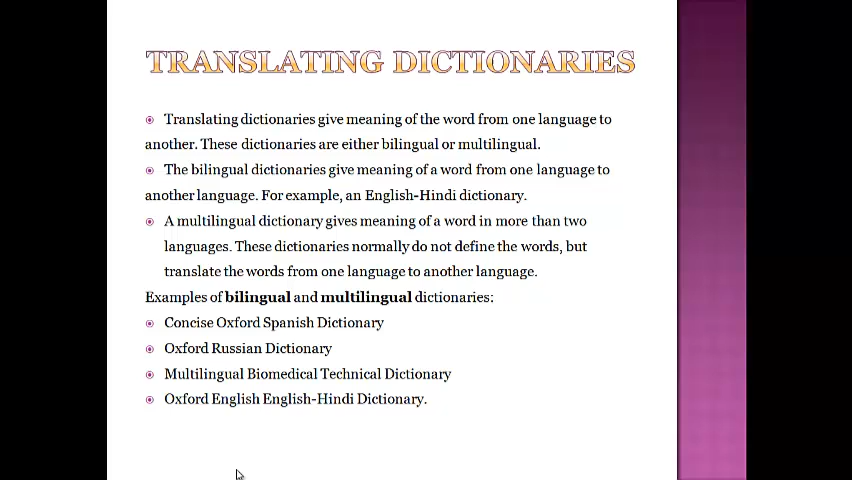 TRANSLATING DICTIONARIES
Translating dictionaries give meaning of the word from one language to
another. These dictionaries are either bilingual or multilingual.
The bilingual dictionaries give meaning of a word from one language to
another language. For example, an English-Hindi dictionary.
A multilingual dictionary gives meaning of a word in more than two
languages. These dictionaries normally do not define the words, but
translate the words from one language to another language.
Examples of bilingual and multilingual dictionaries:
Concise Oxford Spanish Dictionary
Oxford Russian Dictionary
Multilingual Biomedical Technical Dictionary
Oxford English English-Hindi Dictionary.